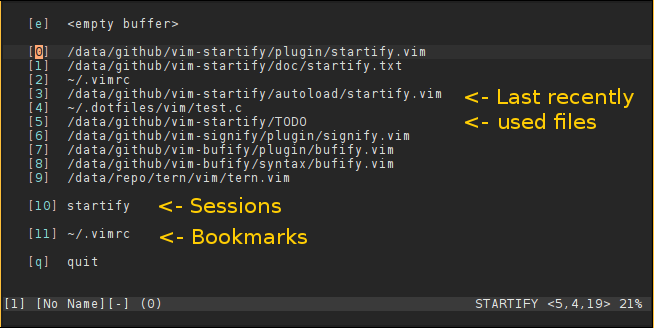 [e] <empty buffer>
[0] /data/github/vim-startify/plugin/startify.vim
[1] /data/github/vim-startify/doc/startify.txt
[2] ~/.vimrc
[3] /data/github/vim-startify/autoload/startify.vim <- Last recently
[4] ~/.dotfiles/vim/test.c
[5] /data/github/vim-startify/TODO <- used files
[6] /data/github/vim-signify/plugin/signify.vim
[7] /data/github/vim-bufify/plugin/bufify.vim
[8] /data/github/vim-bufify/syntax/bufify.vim
[9] /data/repo/tern/vim/tern.vim
[10] startify <- Sessions
[11] ~/.vimrc <- Bookmarks
[q] quit
[1] [No Name][-] (0) STARTIFY <5,4,19> 21%